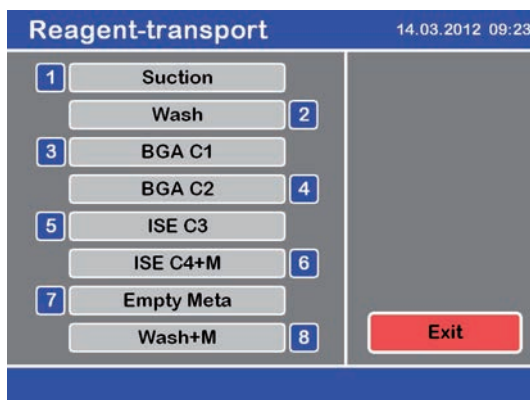 Reagent-transport 14.03.2012 09:23
1 Suction
Wash 2
3 BGA C1
BGA C2 4
5 ISE C3
ISE C4+M 6
7 Empty Meta
Wash+M 8
Exit